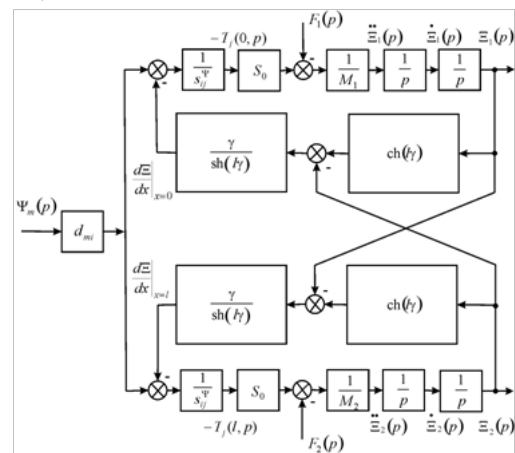 F₁(p)
−T_j(0, p) Ξ̈₁(p) Ξ̇₁(p) Ξ₁(p)
1/s_ij^Ψ S₀ - 1/M₁ 1/p 1/p
-
γ/sh(lγ) - ch(lγ)
-
dΞ/dx|x=0
Ψ_m(p)
d_mi
dΞ/dx|x=l
γ/sh(lγ) - ch(lγ)
-
-
1/s_ij^Ψ S₀ - 1/M₂ 1/p 1/p
−T_j(l, p) F₂(p) Ξ̈₂(p) Ξ̇₂(p) Ξ₂(p)